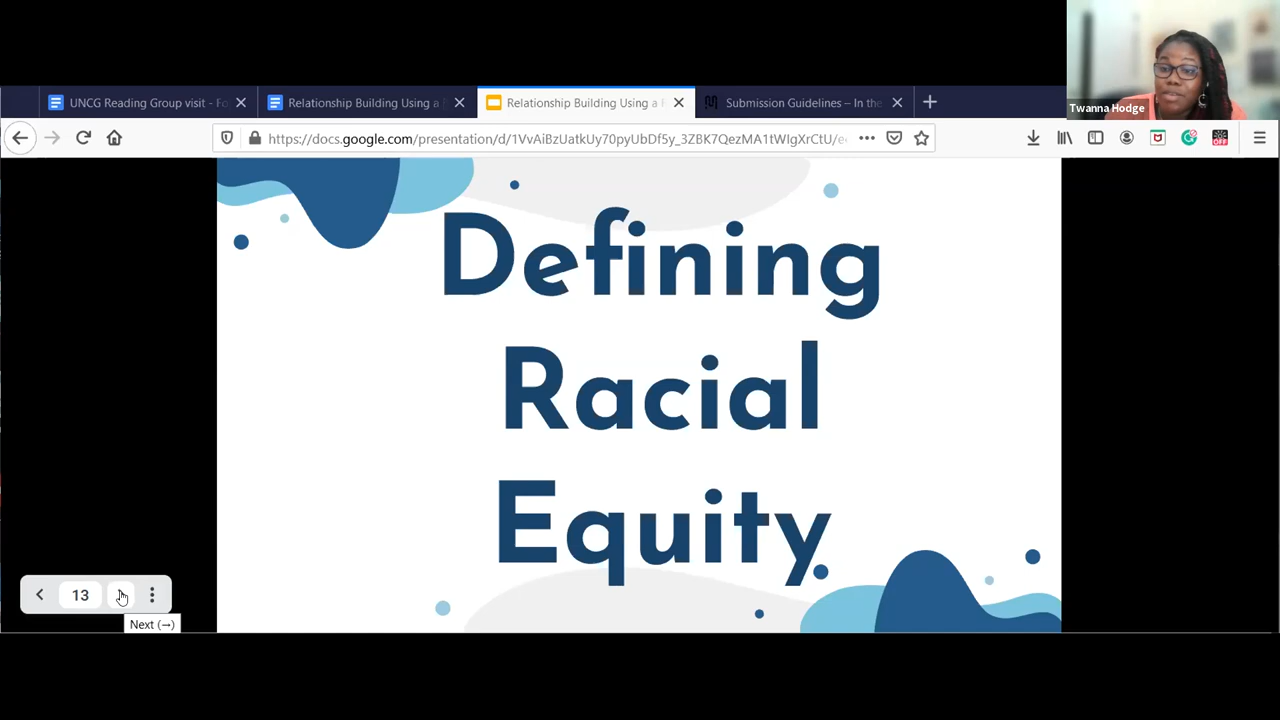 UNCG Reading Group visit - Fo
Relationship Building Using a
Relationship Building Using a
Submission Guidelines – In the
https://docs.google.com/presentation/d/1VvAiBzUatkUy70pyUbDf5y_3ZBK7QezMA1tWIgXrCtU/e
Twanna Hodge
OFF
Defining
Racial
Equity
13
Next (→)